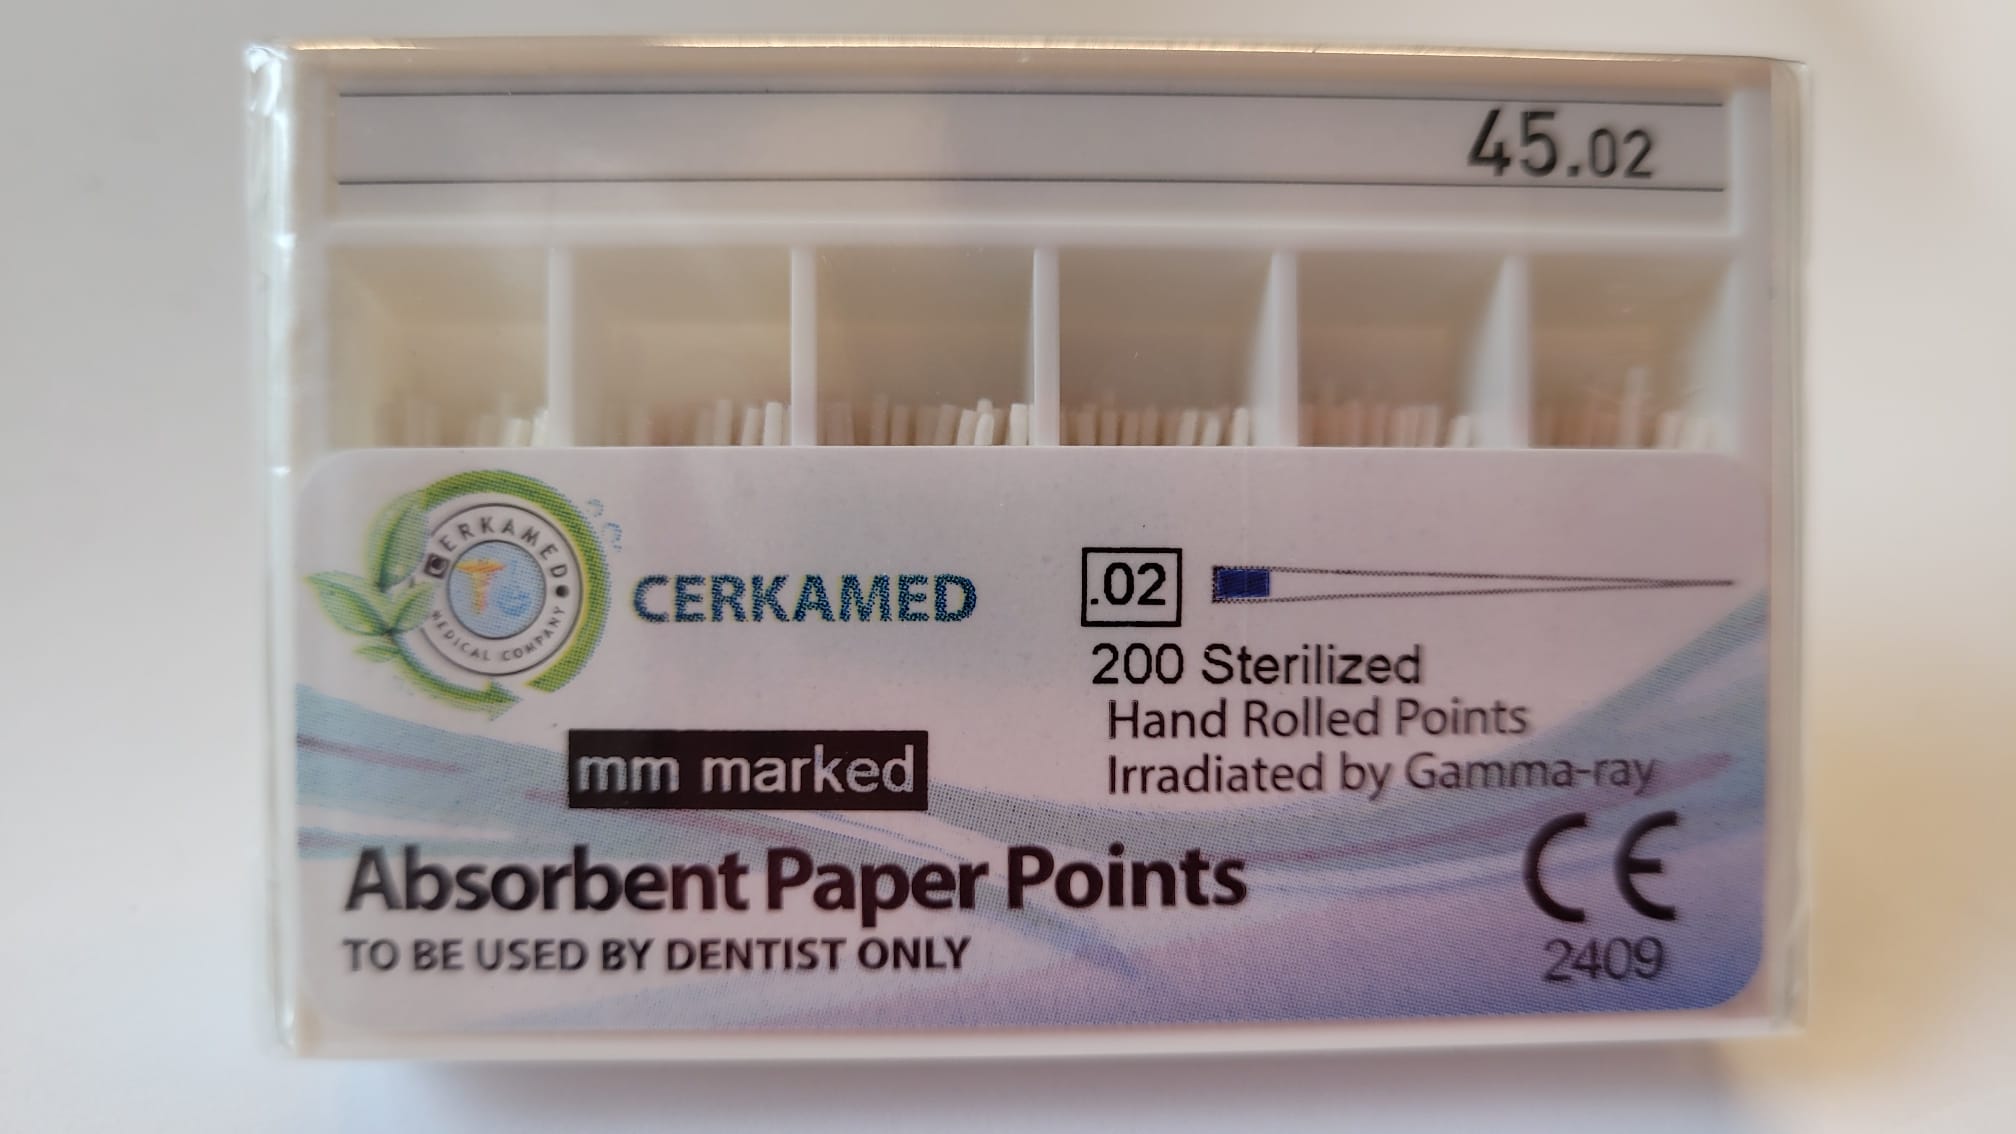 45.02
CERKAMED
MEDICAL COMPANY
CERKAMED
.02
200 Sterilized
Hand Rolled Points
Irradiated by Gamma-ray
mm marked
Absorbent Paper Points
TO BE USED BY DENTIST ONLY
CE
2409